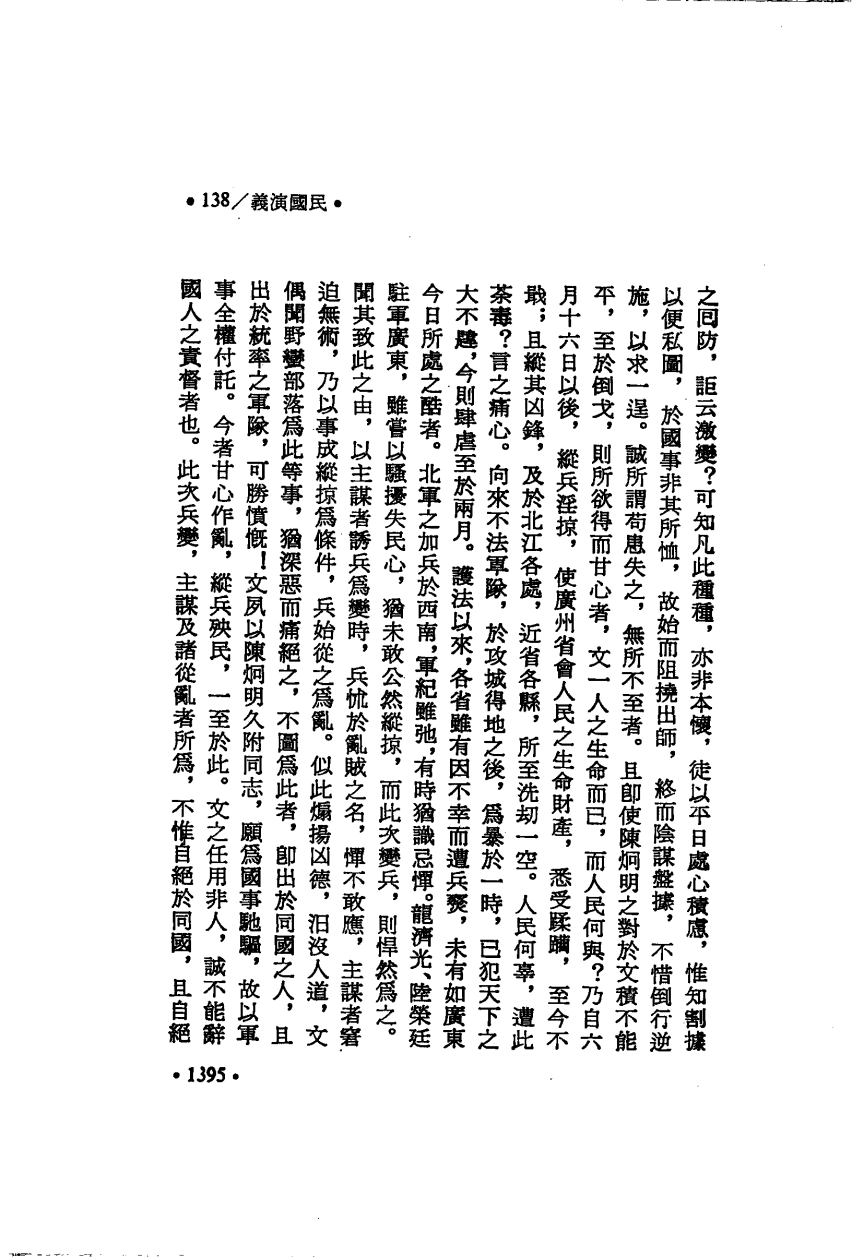 •138／義演國民•
之回防，詎云激變？可知凡此種種，亦非本懷，徒以平日處心積慮，惟知割據
以便私圖，於國事非其所恤，故始而阻撓出師，終而陰謀盤據，不惜倒行逆
施，以求一逞。誠所謂苟患失之，無所不至者。且卽使陳炯明之對於文積不能
平，至於倒戈，則所欲得而甘心者，文一人之生命而已，而人民何與？乃自六
月十六日以後，縱兵淫掠，使廣州省會人民之生命財產，悉受蹂躪，至今不
戢；且縱其凶鋒，及於北江各處，近省各縣，所至洗刧一空。人民何辜，遭此
荼毒？言之痛心。向來不法軍隊，於攻城得地之後，爲暴於一時，已犯天下之
大不韙，今則肆虐至於兩月。護法以來，各省雖有因不幸而遭兵燹，未有如廣東
今日所處之酷者。北軍之加兵於西南，軍紀雖弛，有時猶識忌憚。龍濟光、陸榮廷
駐軍廣東，雖嘗以騷擾失民心，猶未敢公然縱掠，而此次變兵，則悍然爲之。
聞其致此之由，以主謀者誘兵爲變時，兵怵於亂賊之名，憚不敢應，主謀者窘
迫無術，乃以事成縱掠爲條件，兵始從之爲亂。似此煽揚凶德，汨沒人道，文
偶聞野蠻部落爲此等事，猶深惡而痛絕之，不圖爲此者，卽出於同國之人，且
出於統率之軍隊，可勝憤慨！文夙以陳炯明久附同志，願爲國事馳驅，故以軍
事全權付託。今者甘心作亂，縱兵殃民，一至於此。文之任用非人，誠不能辭
國人之責督者也。此次兵變，主謀及諸從亂者所爲，不惟自絕於同國，且自絕
•1395•